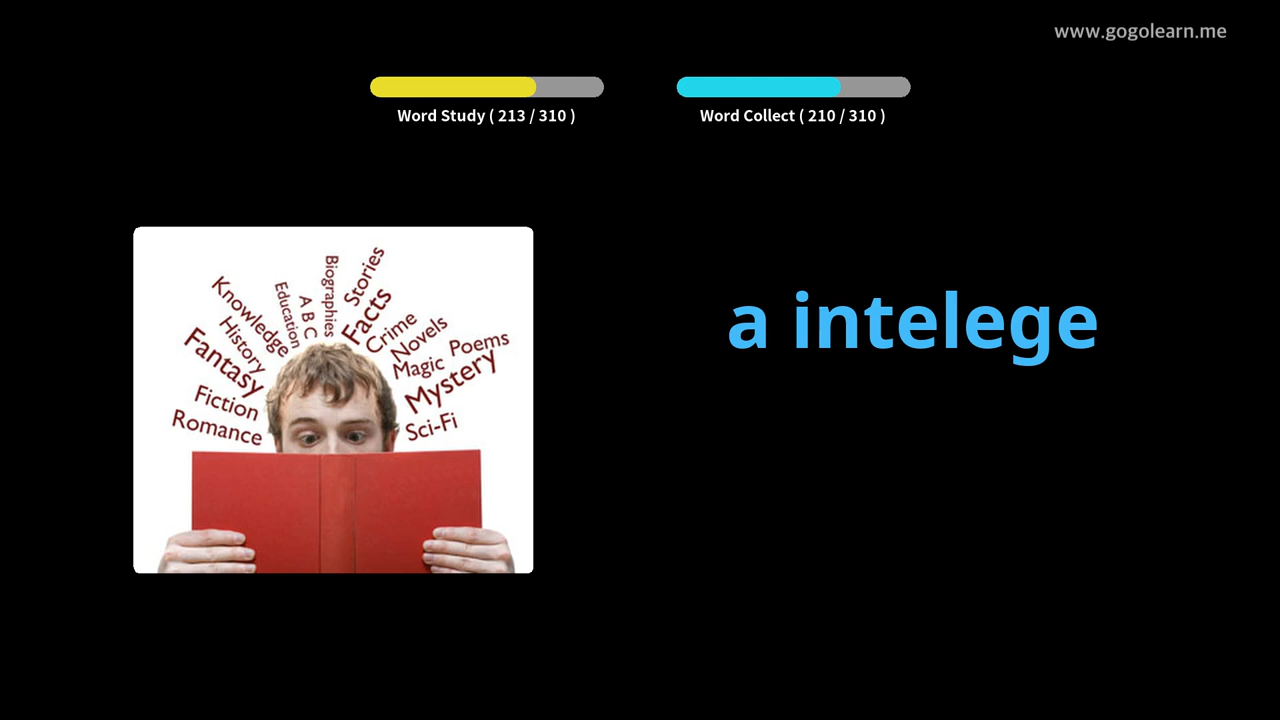 www.gogolearn.me
Word Study ( 213 / 310 )
Word Collect ( 210 / 310 )
a intelege
Biographies
Stories
Knowledge
Education
A B C
Facts
Crime
History
Novels
Fantasy
Magic
Poems
Mystery
Fiction
Romance
Sci-Fi